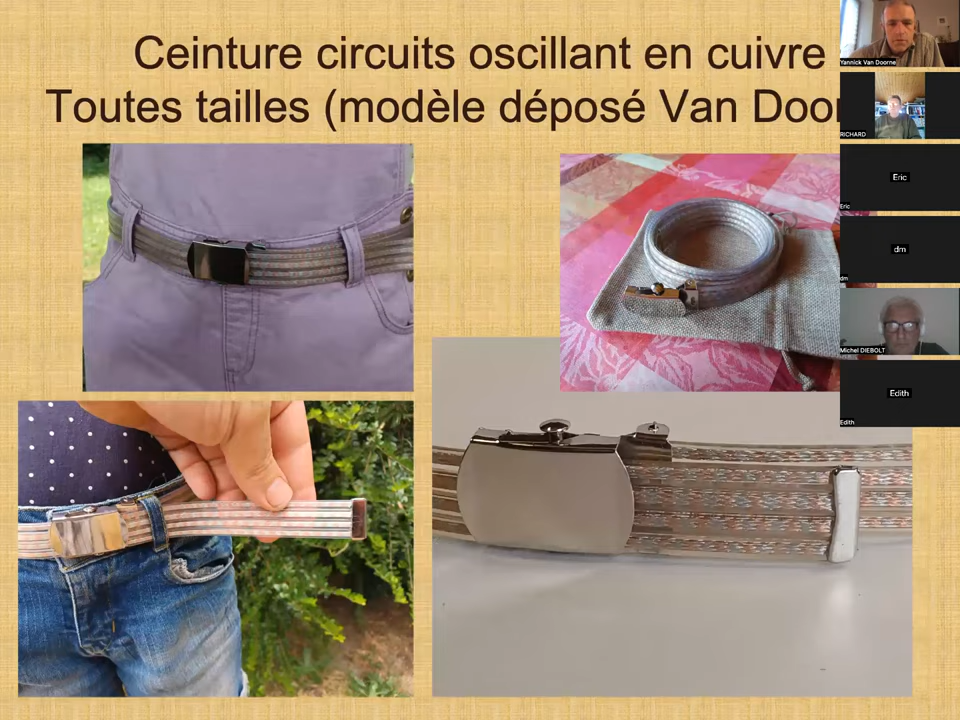 Ceinture circuits oscillant en cuivre
Toutes tailles (modèle déposé Van Door
Yannick Van Doorne
RICHARD
Eric
Eric
dm
dm
Michel DIEBOLT
Edith
Edith